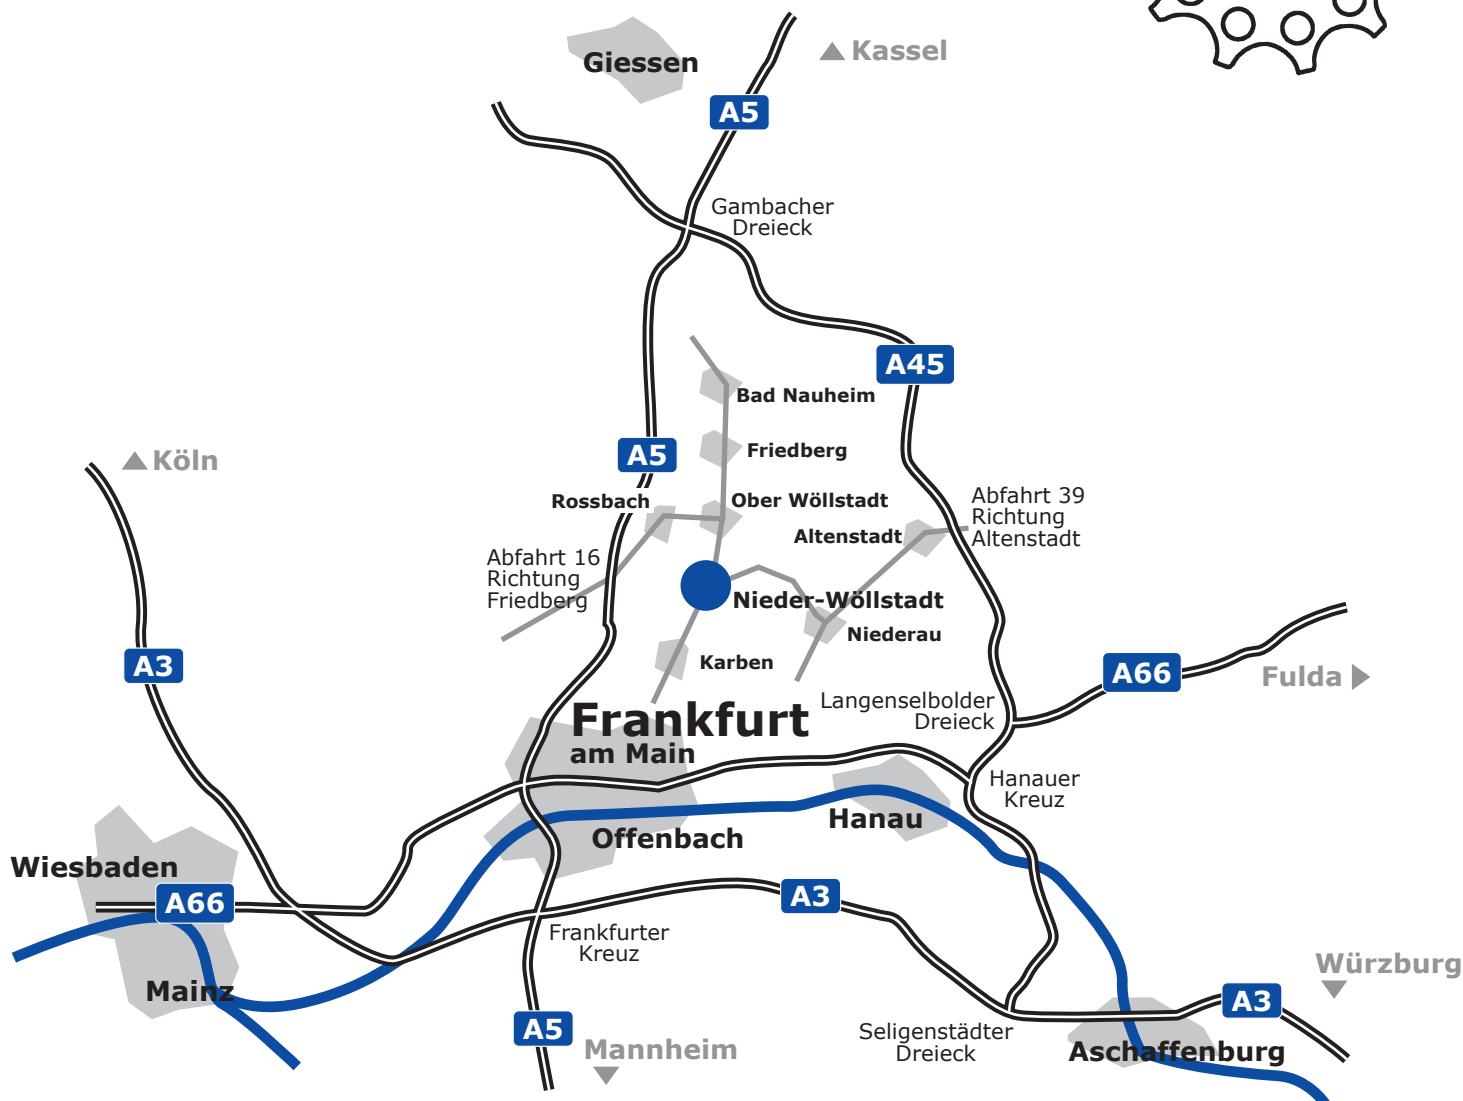 Kassel
Giessen
A5
Gambacher
Dreieck
A45
Bad Nauheim
Friedberg
A5
Köln
Rossbach
Ober Wöllstadt
Abfahrt 39
Richtung
Altenstadt
Altenstadt
Abfahrt 16
Richtung
Friedberg
Nieder-Wöllstadt
Niederau
Karben
A3
A66
Fulda
Langenselbolder
Dreieck
Frankfurt
am Main
Hanauer
Kreuz
Hanau
Offenbach
Wiesbaden
A66
A3
Frankfurter
Kreuz
Mainz
Würzburg
A3
A5
Seligenstädter
Dreieck
Mannheim
Aschaffenburg